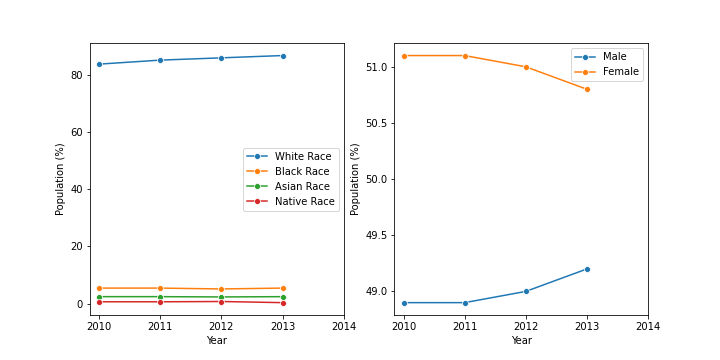 80
60
40
20
0
2010 2011 2012 2013 2014
Year
Population (%)
White Race
Black Race
Asian Race
Native Race
51.0
50.5
50.0
49.5
49.0
2010 2011 2012 2013 2014
Year
Population (%)
Male
Female